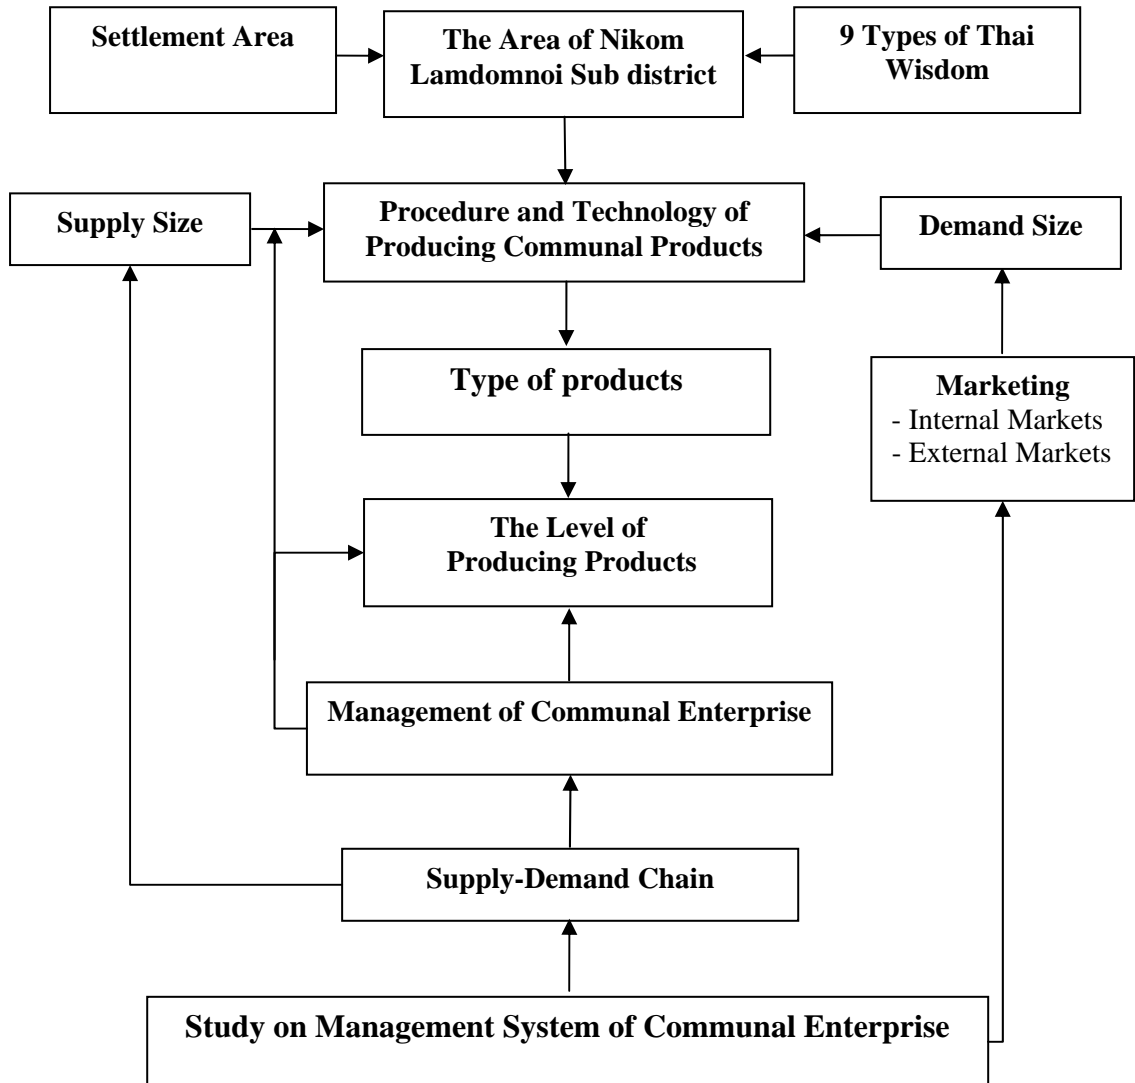 Settlement Area
The Area of Nikom
Lamdomnoi Sub district
9 Types of Thai
Wisdom
Supply Size
Procedure and Technology of
Producing Communal Products
Demand Size
Type of products
Marketing
- Internal Markets
- External Markets
The Level of
Producing Products
Management of Communal Enterprise
Supply-Demand Chain
Study on Management System of Communal Enterprise